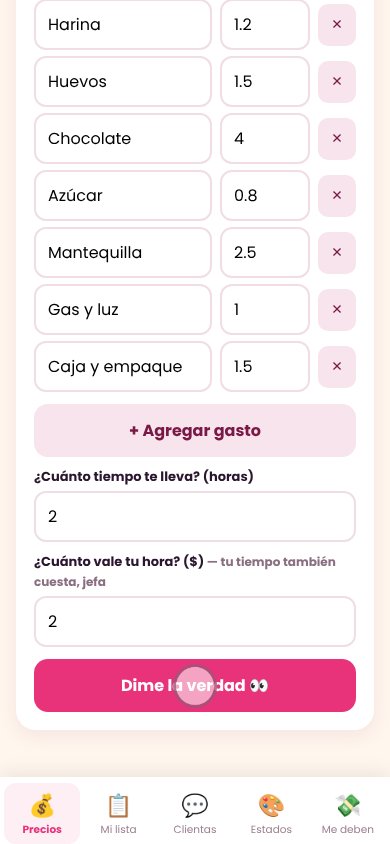 Harina 1.2 ×
Huevos 1.5 ×
Chocolate 4 ×
Azúcar 0.8 ×
Mantequilla 2.5 ×
Gas y luz 1 ×
Caja y empaque 1.5 ×
+ Agregar gasto
¿Cuánto tiempo te lleva? (horas)
2
¿Cuánto vale tu hora? ($) — tu tiempo también
cuesta, jefa
2
Dime la verdad 👀
Precios Mi lista Clientas Estados Me deben